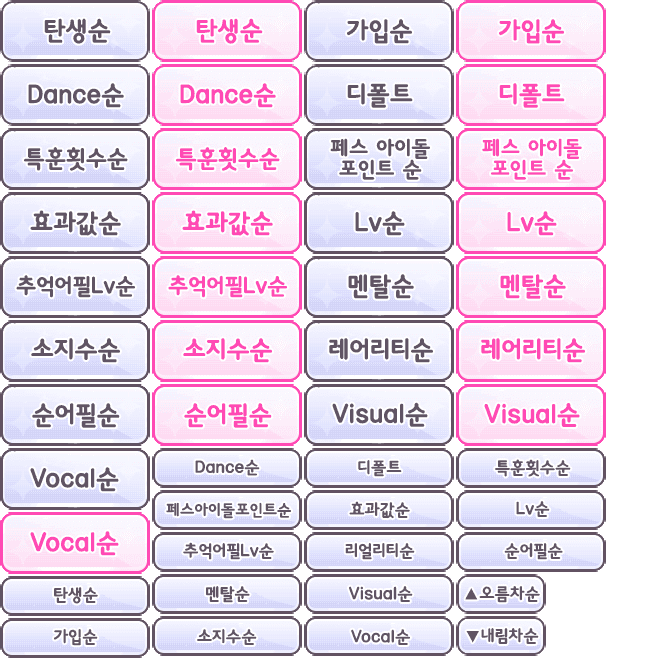 탄생순
탄생순
가입순
가입순
Dance순
Dance순
디폴트
디폴트
특훈횟수순
특훈횟수순
페스 아이돌
포인트 순
페스 아이돌
포인트 순
효과값순
효과값순
Lv순
Lv순
추억어필Lv순
추억어필Lv순
멘탈순
멘탈순
소지수순
소지수순
레어리티순
레어리티순
순어필순
순어필순
Visual순
Visual순
Vocal순
Dance순
디폴트
특훈횟수순
페스아이돌포인트순
효과값순
Lv순
Vocal순
추억어필Lv순
리얼리티순
순어필순
탄생순
멘탈순
Visual순
▲오름차순
가입순
소지수순
Vocal순
▼내림차순